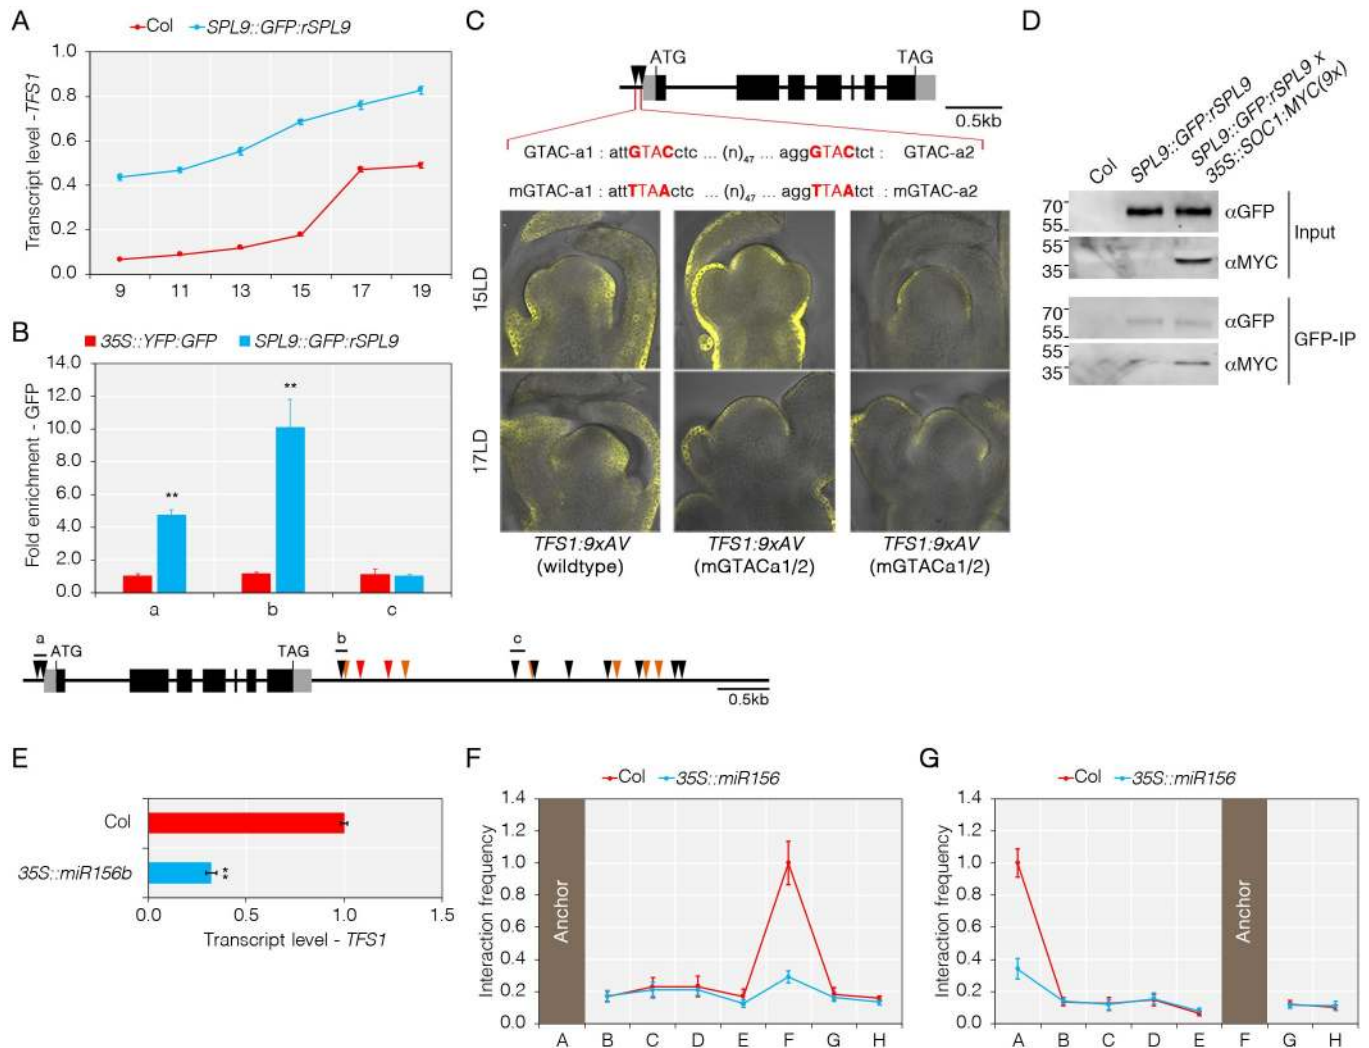 A
Col SPL9::GFP:rSPL9
Transcript level - TFS1
1.0
0.8
0.6
0.4
0.2
0.0
9 11 13 15 17 19
B
35S::YFP:GFP SPL9::GFP:rSPL9
Fold enrichment - GFP
14.0
12.0
10.0
8.0
6.0
4.0
2.0
0.0
** **
a b c
a ATG TAG b c
0.5kb
C
ATG TAG
0.5kb
GTAC-a1 : attGTACctc ... (n)47 ... aggGTACtct : GTAC-a2
mGTAC-a1 : attTTAActc ... (n)47 ... aggTTAAtct : mGTAC-a2
15LD
17LD
TFS1:9xAV TFS1:9xAV TFS1:9xAV
(wildtype) (mGTACa1/2) (mGTACa1/2)
D
Col
SPL9::GFP:rSPL9
SPL9::GFP:rSPL9 x
35S::SOC1:MYC(9x)
70
55
αGFP
55
35
αMYC
Input
70
55
αGFP
55
35
αMYC
GFP-IP
E
Col
35S::miR156b
**
0.0 0.5 1.0 1.5
Transcript level - TFS1
F
Col 35S::miR156
Interaction frequency
1.4
1.2
1.0
0.8
0.6
0.4
0.2
0.0
Anchor
A B C D E F G H
G
Col 35S::miR156
Interaction frequency
1.4
1.2
1.0
0.8
0.6
0.4
0.2
0.0
Anchor
A B C D E F G H